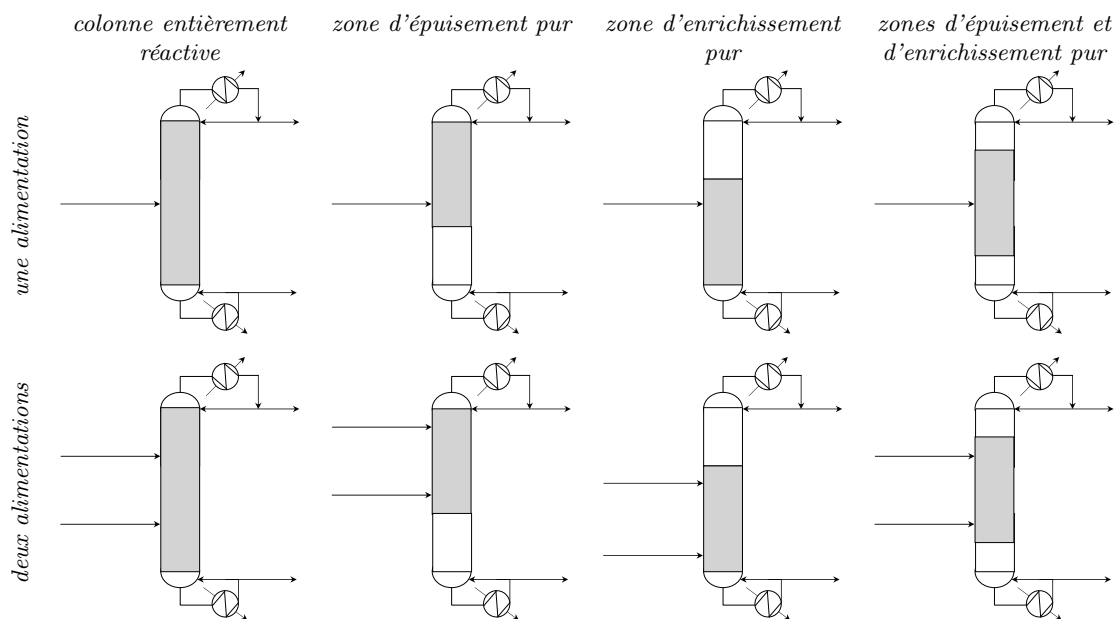 colonne entièrement
réactive
zone d'épuisement pur
zone d'enrichissement
pur
zones d'épuisement et
d'enrichissement pur
une alimentation
deux alimentations